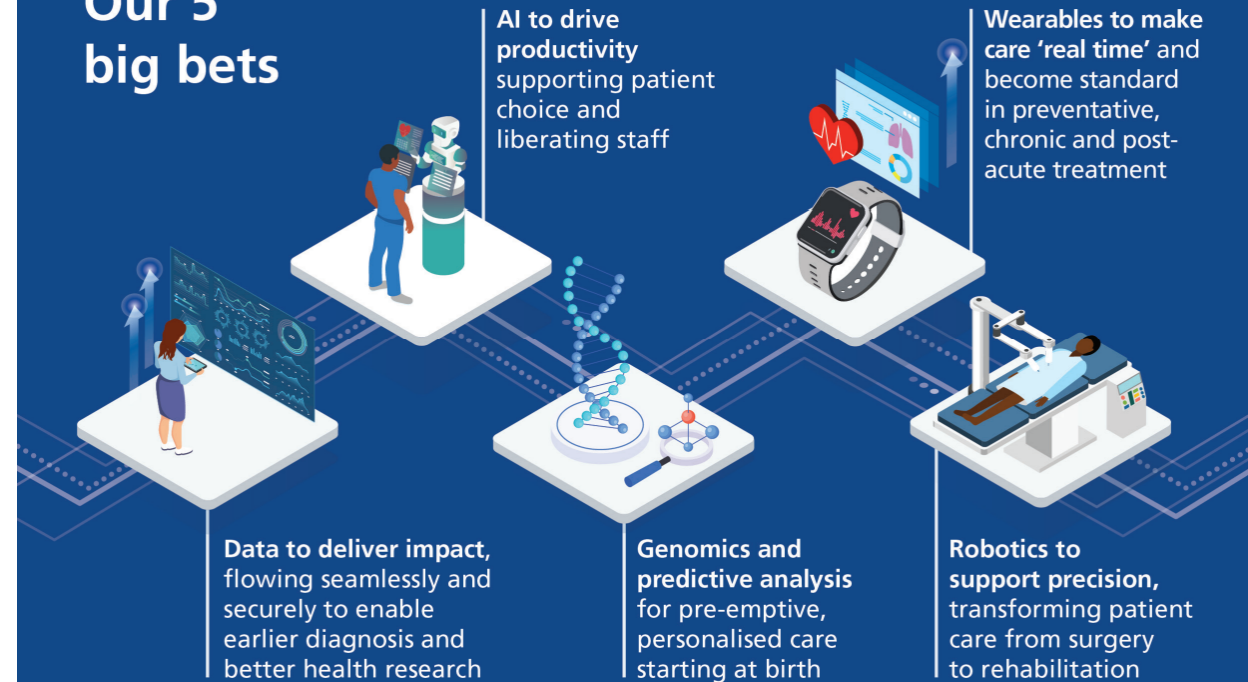 Our 5
big bets
AI to drive
productivity
supporting patient
choice and
liberating staff
Wearables to make
care ‘real time’ and
become standard
in preventative,
chronic and post-
acute treatment
Data to deliver impact,
flowing seamlessly and
securely to enable
earlier diagnosis and
better health research
Genomics and
predictive analysis
for pre-emptive,
personalised care
starting at birth
Robotics to
support precision,
transforming patient
care from surgery
to rehabilitation